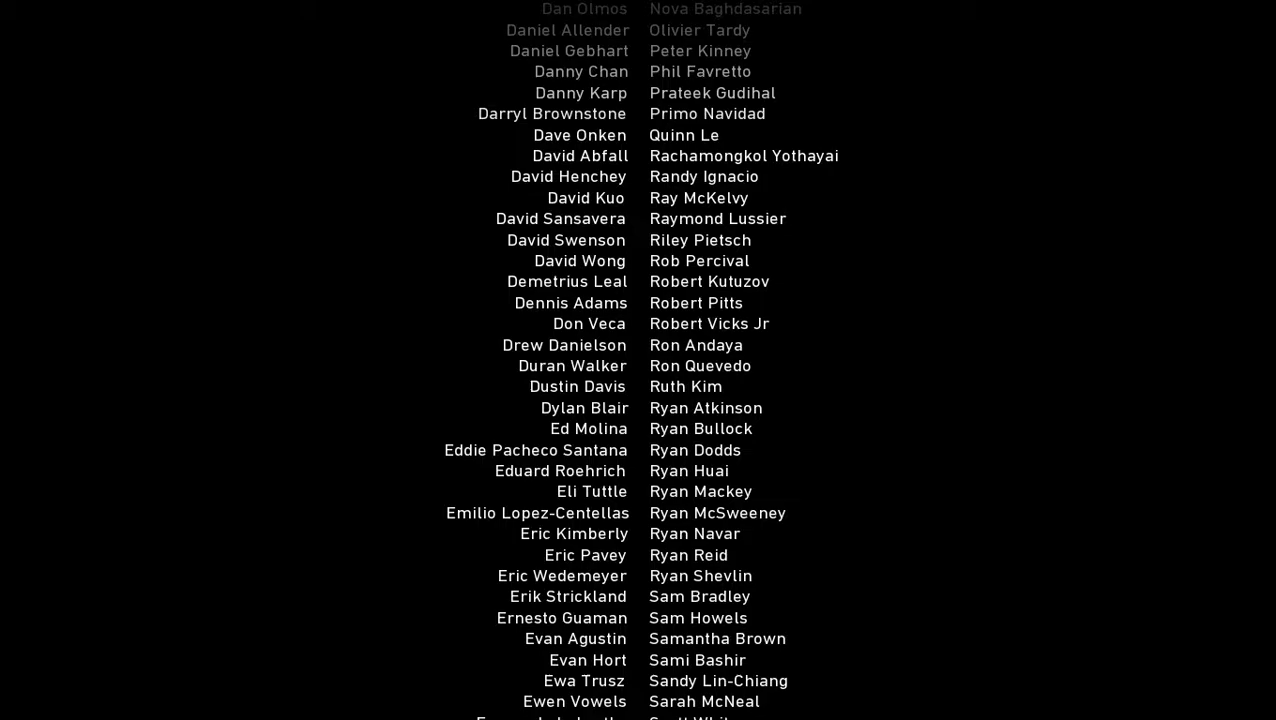 Dan Olmos Nova Baghdasarian
Daniel Allender Olivier Tardy
Daniel Gebhart Peter Kinney
Danny Chan Phil Favretto
Danny Karp Prateek Gudihal
Darryl Brownstone Primo Navidad
Dave Onken Quinn Le
David Abfall Rachamongkol Yothayai
David Henchey Randy Ignacio
David Kuo Ray McKelvy
David Sansavera Raymond Lussier
David Swenson Riley Pietsch
David Wong Rob Percival
Demetrius Leal Robert Kutuzov
Dennis Adams Robert Pitts
Don Veca Robert Vicks Jr
Drew Danielson Ron Andaya
Duran Walker Ron Quevedo
Dustin Davis Ruth Kim
Dylan Blair Ryan Atkinson
Ed Molina Ryan Bullock
Eddie Pacheco Santana Ryan Dodds
Eduard Roehrich Ryan Huai
Eli Tuttle Ryan Mackey
Emilio Lopez-Centellas Ryan McSweeney
Eric Kimberly Ryan Navar
Eric Pavey Ryan Reid
Eric Wedemeyer Ryan Shevlin
Erik Strickland Sam Bradley
Ernesto Guaman Sam Howels
Evan Agustin Samantha Brown
Evan Hort Sami Bashir
Ewa Trusz Sandy Lin-Chiang
Ewen Vowels Sarah McNeal